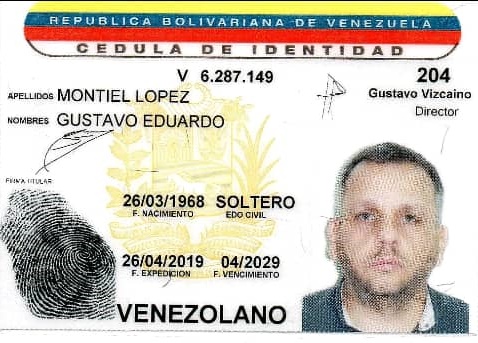 REPUBLICA BOLIVARIANA DE VENEZUELA
CEDULA DE IDENTIDAD
V 6.287.149
204
Gustavo Vizcaino
Director
APELLIDOS MONTIEL LOPEZ
NOMBRES GUSTAVO EDUARDO
FIRMA TITULAR
26/03/1968 SOLTERO
F. NACIMIENTO EDO CIVIL
26/04/2019 04/2029
F. EXPEDICION F. VENCIMIENTO
VENEZOLANO